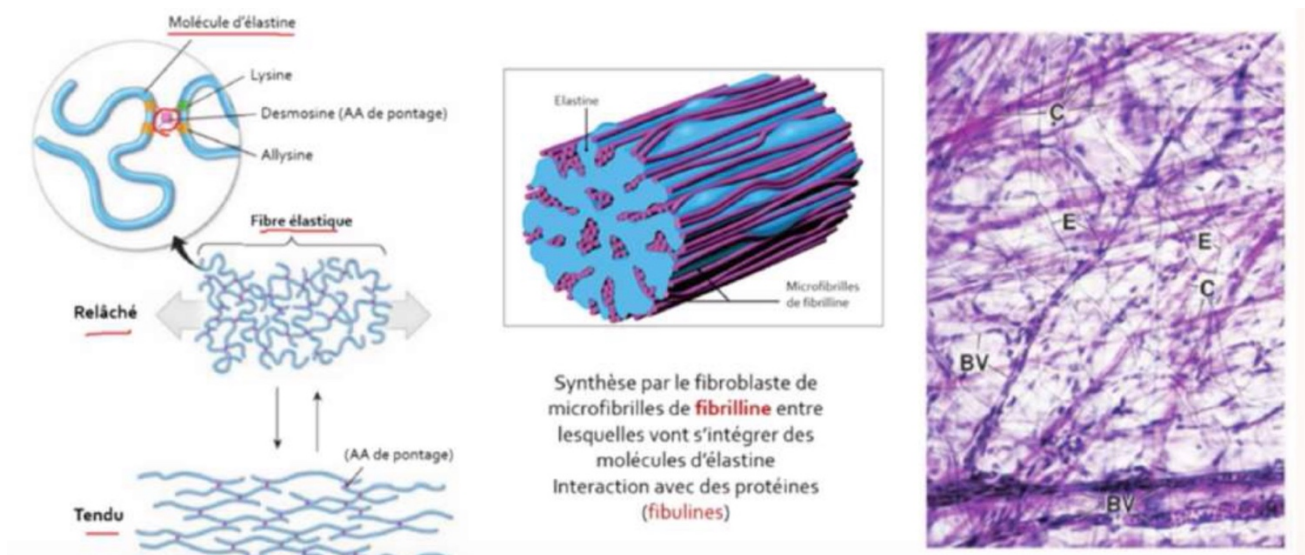 Molécule d'élastine
Lysine
Desmosine (AA de pontage)
Allysine
Fibre élastique
Relâché
(AA de pontage)
Tendu
Elastine
Microfibrilles
de fibrilline
Synthèse par le fibroblaste de
microfibrilles de fibrilline entre
lesquelles vont s'intégrer des
molécules d'élastine
Interaction avec des protéines
(fibulines)
C
E
E
C
BV
BV